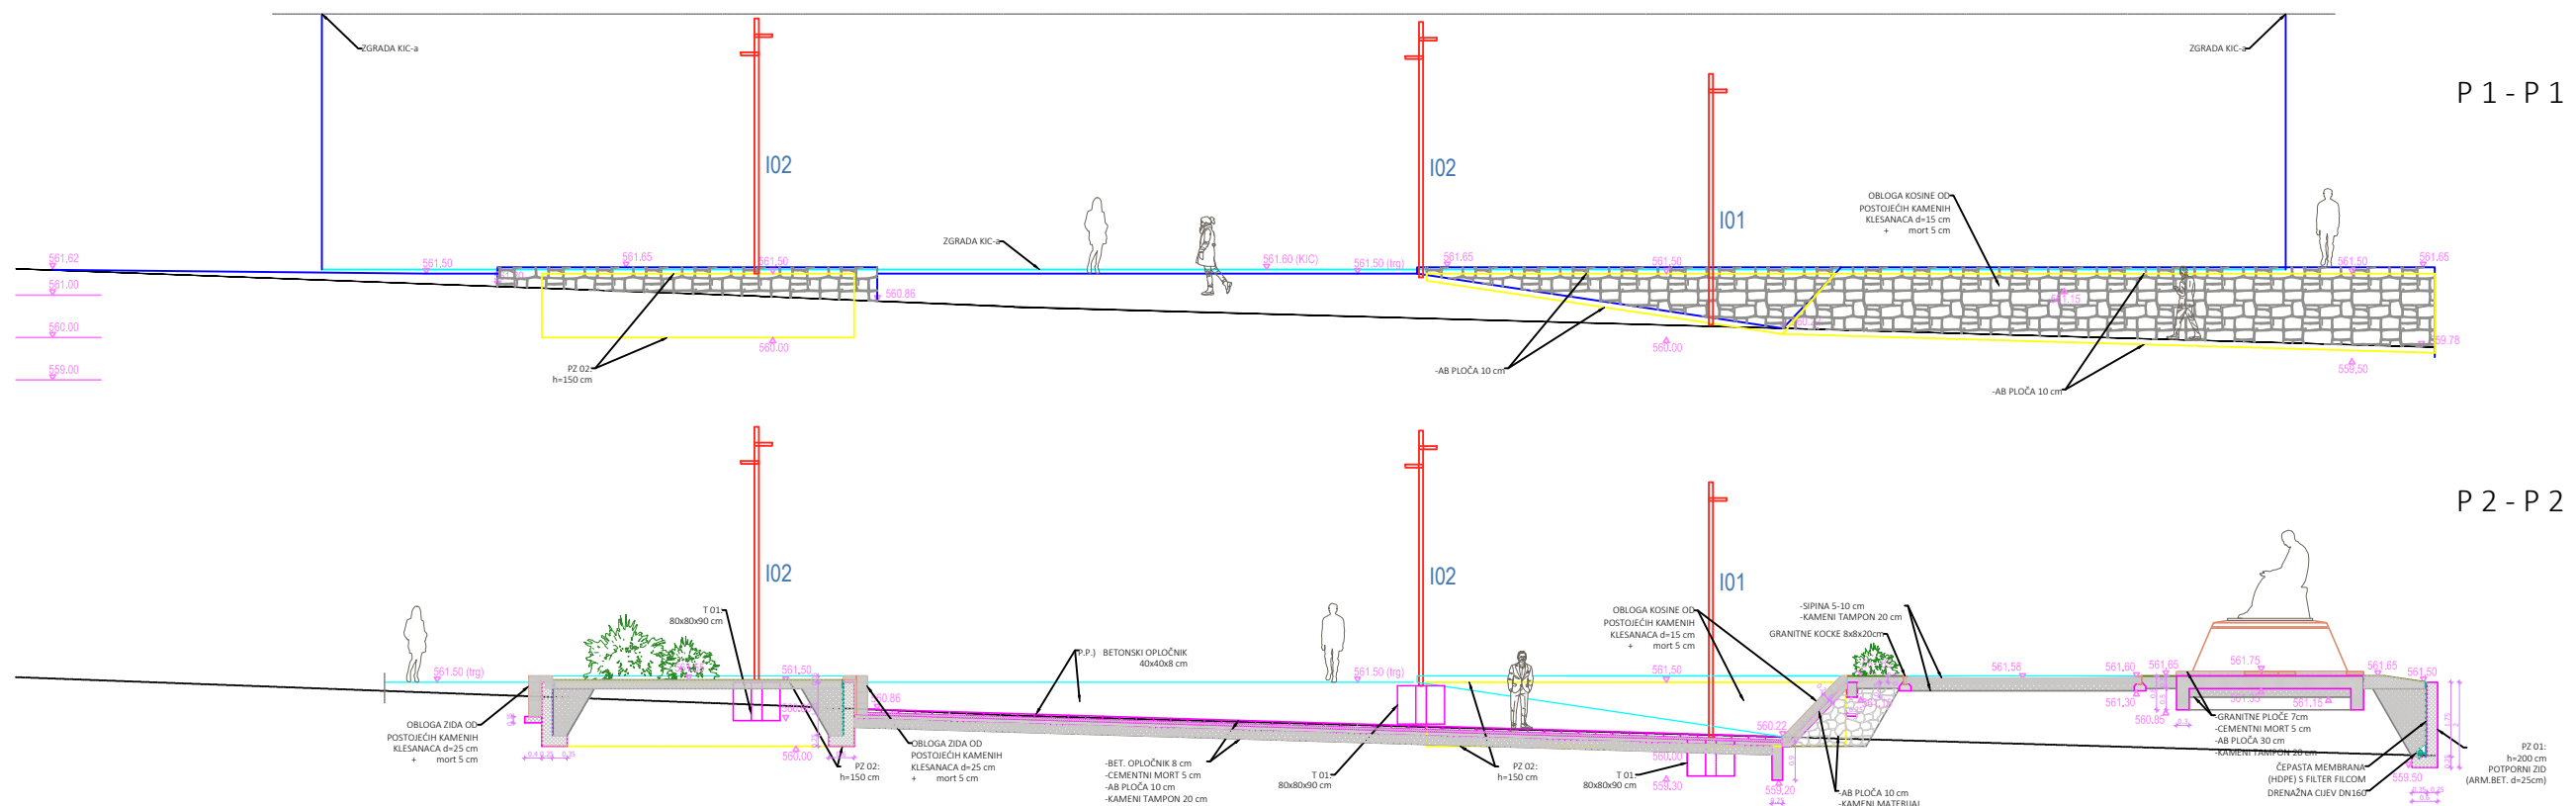 ZGRADA KIC-a
ZGRADA KIC-a
P 1 - P 1
I02
I02
I01
OBLOGA KOSINE OD
POSTOJEĆIH KAMENIH
KLESANACA d=15 cm
+ mort 5 cm
ZGRADA KIC-a
561.62
561.50
561.65
561.50
561.60 (KIC)
561.50 (trg)
561.65
561.50
561.50
561.65
561.00
560.86
561.15
560.00
560.00
560.00
559.78
559.00
559.50
PZ 02:
h=150 cm
-AB PLOČA 10 cm
-AB PLOČA 10 cm
P 2 - P 2
I02
I02
I01
T 01:
80x80x90 cm
OBLOGA KOSINE OD
POSTOJEĆIH KAMENIH
KLESANACA d=15 cm
+ mort 5 cm
-SIPINA 5-10 cm
-KAMENI TAMPON 20 cm
GRANITNE KOCKE 8x8x20cm
(P.P.) BETONSKI OPLOČNIK
40x40x8 cm
561.50 (trg)
561.50
561.50 (trg)
561.50
561.58
561.60
561.65
561.75
561.65
561.50
560.86
561.30
561.15
560.85
560.22
560.00
560.00
559.30
559.20
559.50
OBLOGA ZIDA OD
POSTOJEĆIH KAMENIH
KLESANACA d=25 cm
+ mort 5 cm
PZ 02:
h=150 cm
OBLOGA ZIDA OD
POSTOJEĆIH KAMENIH
KLESANACA d=25 cm
+ mort 5 cm
-BET. OPLOČNIK 8 cm
-CEMENTNI MORT 5 cm
-AB PLOČA 10 cm
-KAMENI TAMPON 20 cm
T 01:
80x80x90 cm
PZ 02:
h=150 cm
T 01:
80x80x90 cm
-AB PLOČA 10 cm
-KAMENI MATERIJAL
-GRANITNE PLOČE 7cm
-CEMENTNI MORT 5 cm
-AB PLOČA 30 cm
-KAMENI TAMPON 20 cm
ČEPASTA MEMBRANA
(HDPE) S FILTER FILCOM
DRENAŽNA CIJEV DN160
PZ 01:
h=200 cm
POTPORNI ZID
(ARM.BET. d=25cm)